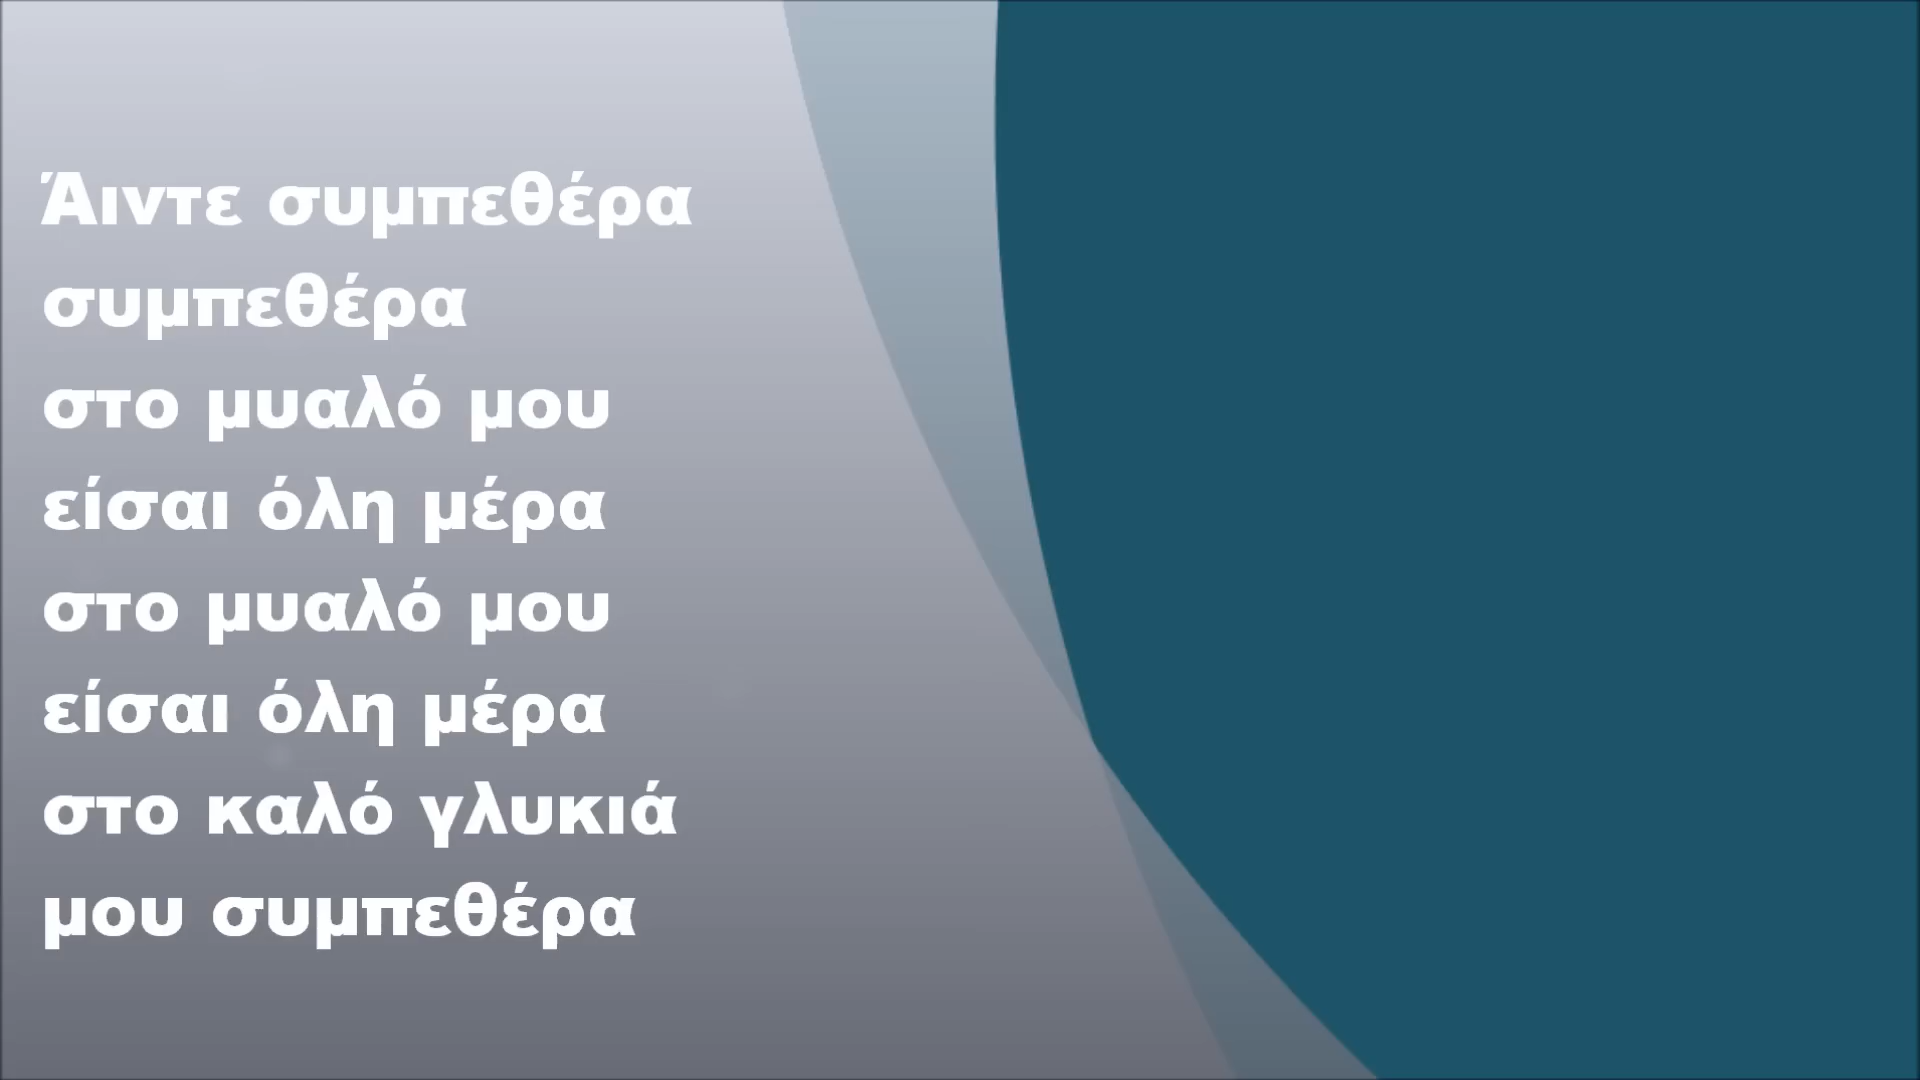 Άιντε συμπεθέρα
συμπεθέρα
στο μυαλό μου
είσαι όλη μέρα
στο μυαλό μου
είσαι όλη μέρα
στο καλό γλυκιά
μου συμπεθέρα